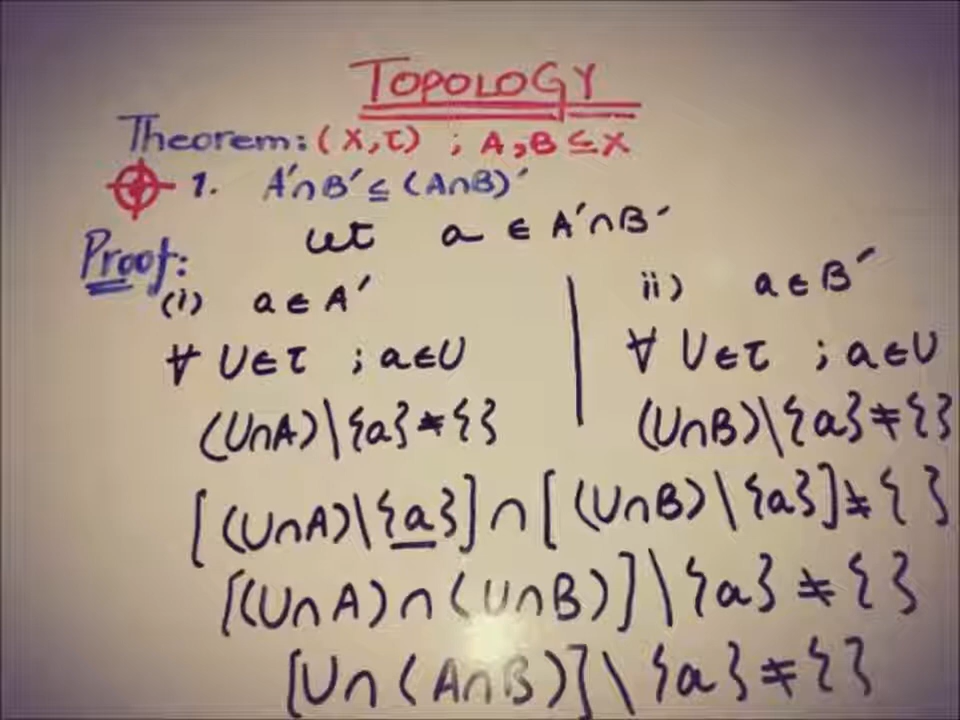 TOPOLOGY
Theorem: (X,τ) ; A,B ⊆ X
1. A′∩B′ ⊆ (A∩B)′
Proof: Let a ∈ A′∩B′
(i) a ∈ A′
∀ U∈τ ; a∈U
(U∩A)\{a} ≠ { }
ii) a ∈ B′
∀ U∈τ ; a∈U
(U∩B)\{a} ≠ { }
[(U∩A)\{a}] ∩ [(U∩B)\{a}] ≠ { }
[(U∩A)∩(U∩B)]\{a} ≠ { }
[U∩(A∩B)]\{a} ≠ { }